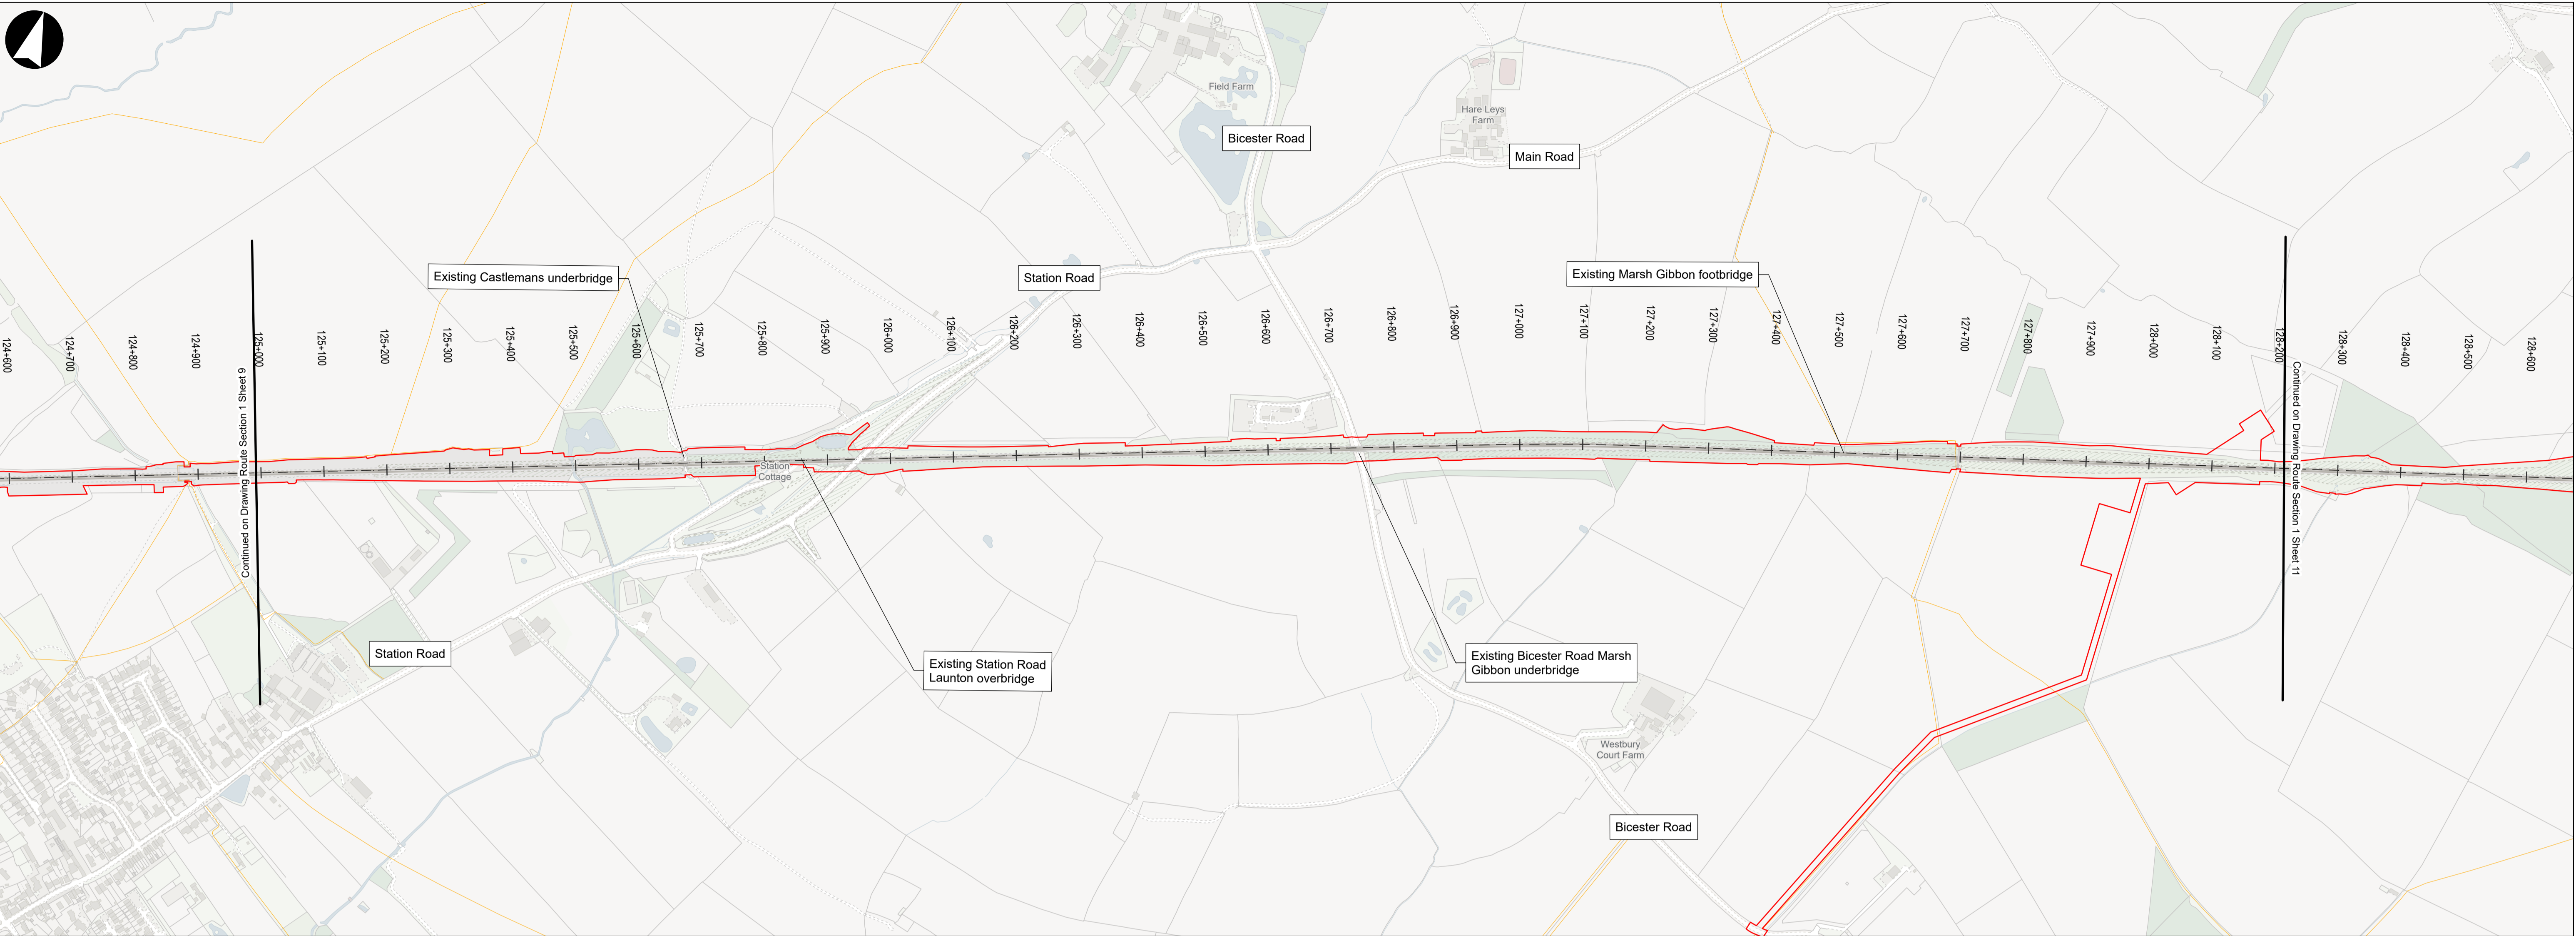 Field Farm
Hare Leys
Farm
Bicester Road
Main Road
Existing Castlemans underbridge
Station Road
Existing Marsh Gibbon footbridge
124+600
124+700
124+800
124+900
125+000
125+100
125+200
125+300
125+400
125+500
125+600
125+700
125+800
125+900
126+000
126+100
126+200
126+300
126+400
126+500
126+600
126+700
126+800
126+900
127+000
127+100
127+200
127+300
127+400
127+500
127+600
127+700
127+800
127+900
128+000
128+100
128+200
128+300
128+400
128+500
128+600
Continued on Drawing Route Section 1 Sheet 9
Continued on Drawing Route Section 1 Sheet 11
Station
Cottage
Station Road
Existing Station Road
Launton overbridge
Existing Bicester Road Marsh
Gibbon underbridge
Westbury
Court Farm
Bicester Road